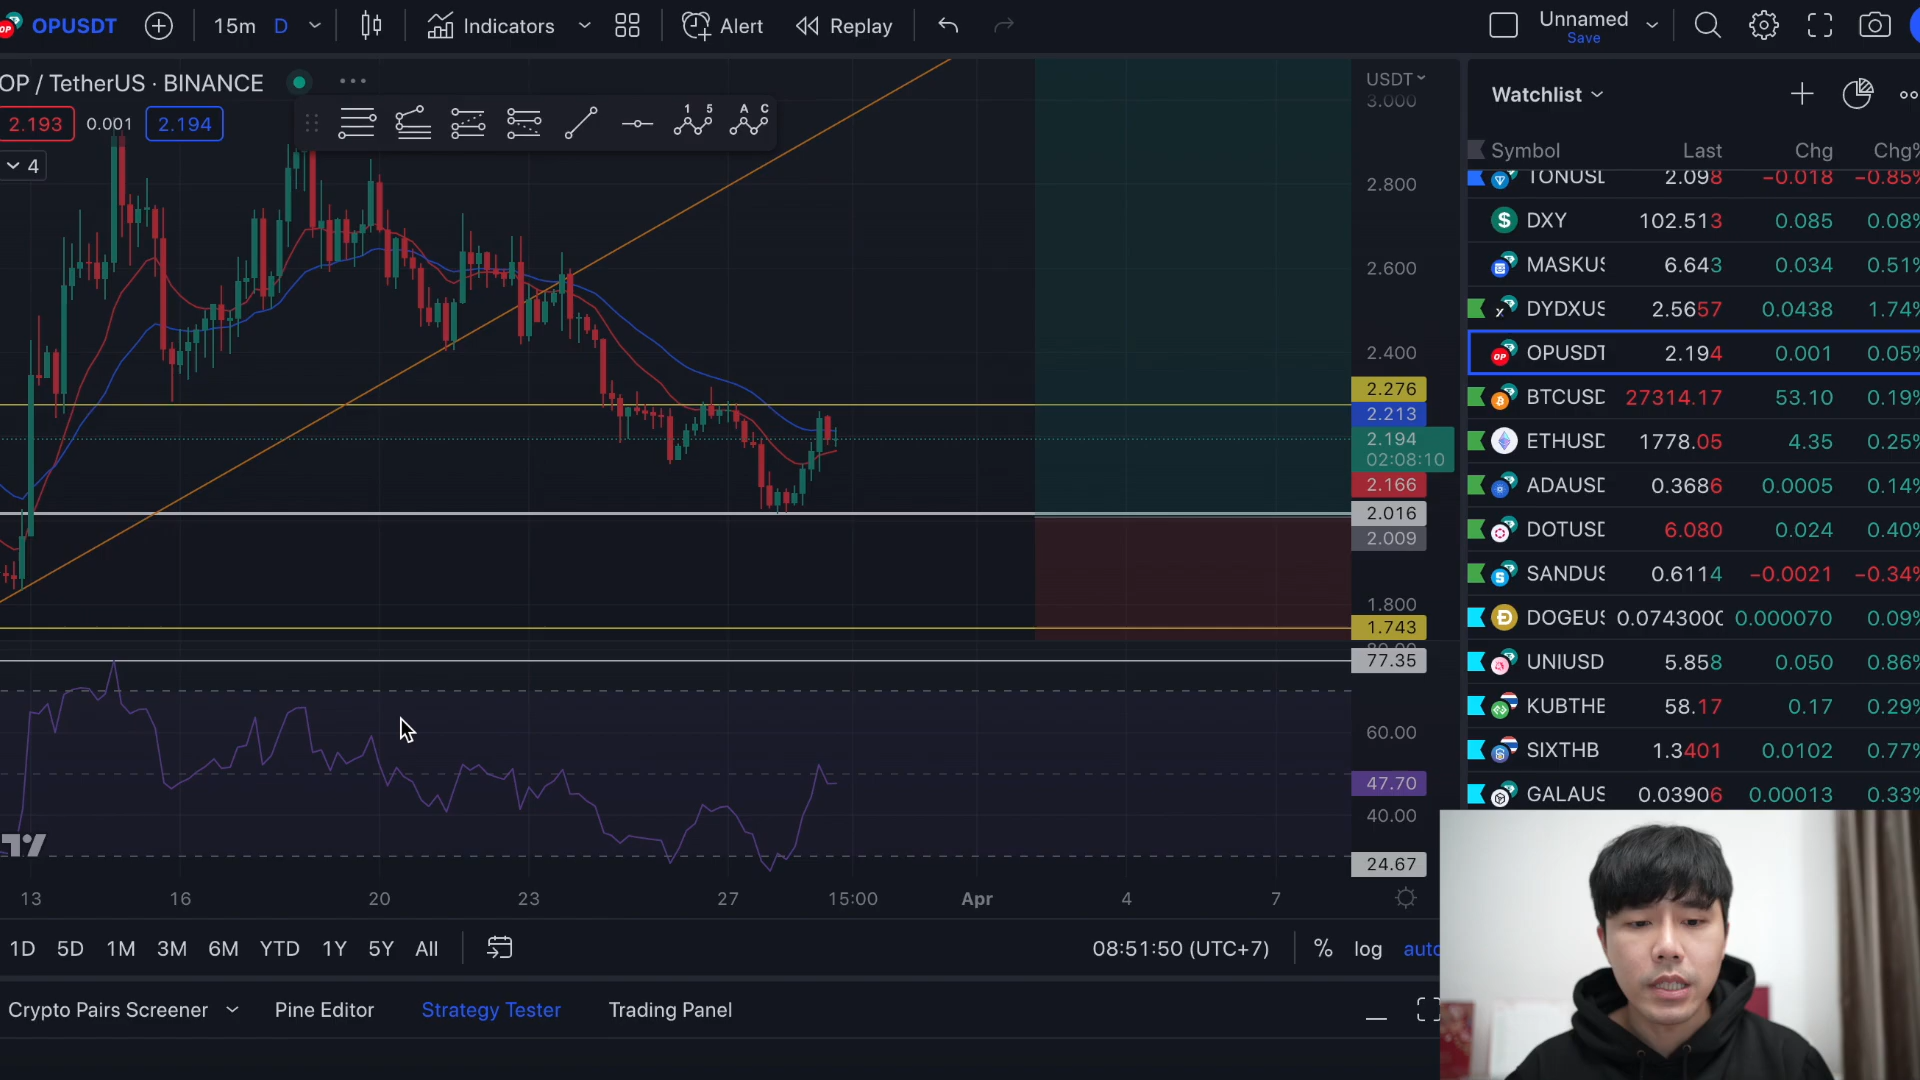 OPUSDT 15m D Indicators Alert Replay Unnamed
Save
OP / TetherUS · BINANCE
2.193 0.001 2.194
4
1 5 A C
USDT
3.000
2.800
2.600
2.400
2.276
2.213
2.194
02:08:10
2.166
2.016
2.009
1.800
1.743
77.35
60.00
47.70
40.00
24.67
13 16 20 23 27 15:00 Apr 4 7
1D 5D 1M 3M 6M YTD 1Y 5Y All 08:51:50 (UTC+7) % log auto
Crypto Pairs Screener Pine Editor Strategy Tester Trading Panel
Watchlist
Symbol Last Chg Chg%
TONUSD 2.098 −0.018 −0.85%
DXY 102.513 0.085 0.08%
MASKUS 6.643 0.034 0.51%
DYDXUS 2.5657 0.0438 1.74%
OPUSDT 2.194 0.001 0.05%
BTCUSD 27314.17 53.10 0.19%
ETHUSD 1778.05 4.35 0.25%
ADAUSD 0.3686 0.0005 0.14%
DOTUSD 6.080 0.024 0.40%
SANDUS 0.6114 −0.0021 −0.34%
DOGEUS 0.0743000 0.000070 0.09%
UNIUSD 5.858 0.050 0.86%
KUBTHB 58.17 0.17 0.29%
SIXTHB 1.3401 0.0102 0.77%
GALAUS 0.03906 0.00013 0.33%